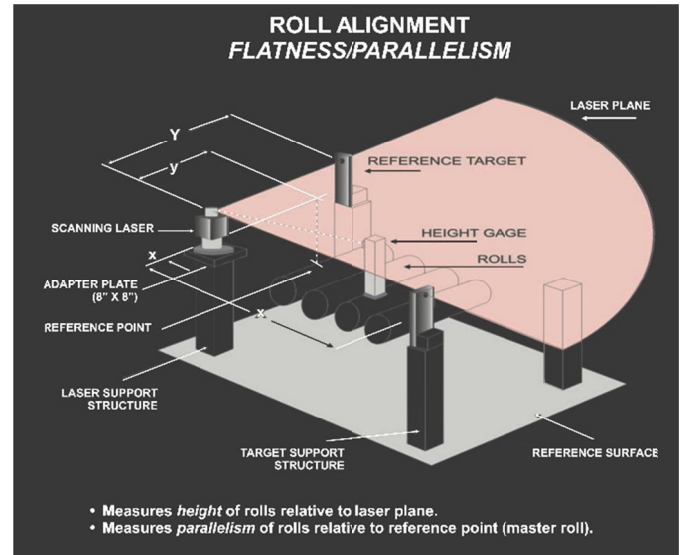 ROLL ALIGNMENT
FLATNESS/PARALLELISM
LASER PLANE
Y
REFERENCE TARGET
y
SCANNING LASER
HEIGHT GAGE
x
ROLLS
ADAPTER PLATE
(8" X 8")
REFERENCE POINT
x
LASER SUPPORT
STRUCTURE
TARGET SUPPORT
STRUCTURE
REFERENCE SURFACE
• Measures height of rolls relative to laser plane.
• Measures parallelism of rolls relative to reference point (master roll).